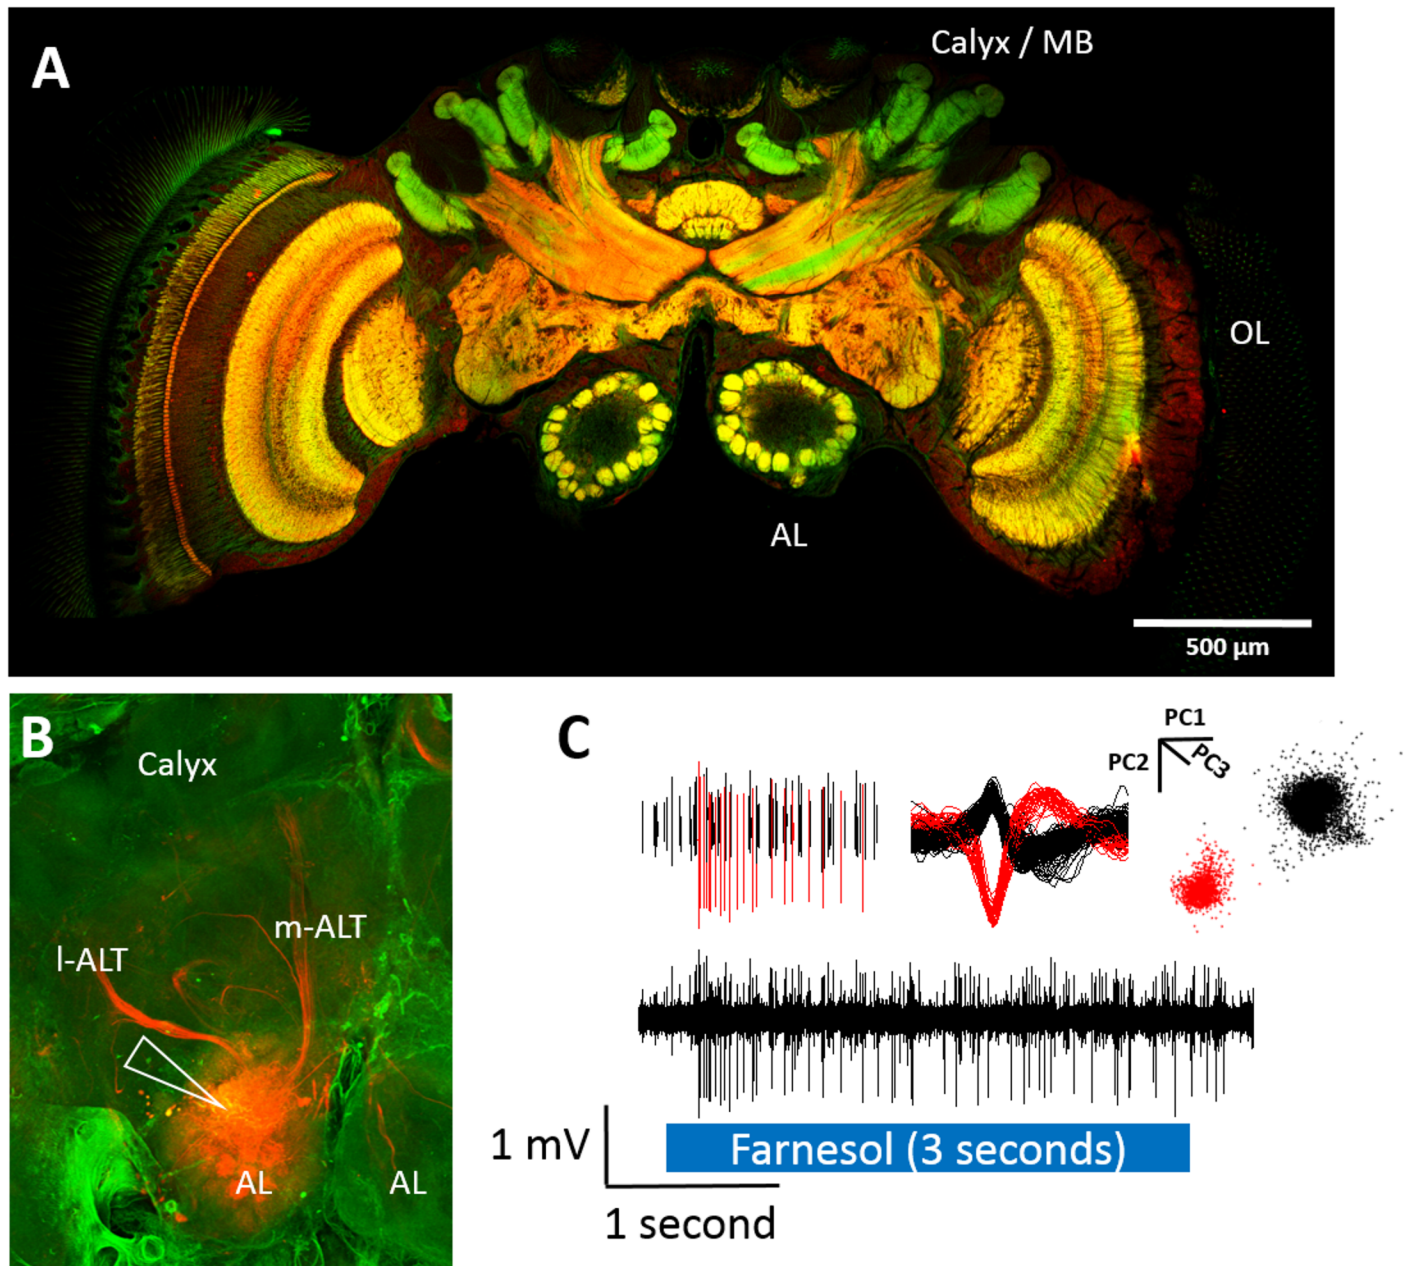 A
Calyx / MB
OL
AL
500 µm
B
Calyx
m-ALT
l-ALT
AL
AL
C
PC1
PC2
PC3
1 mV
Farnesol (3 seconds)
1 second